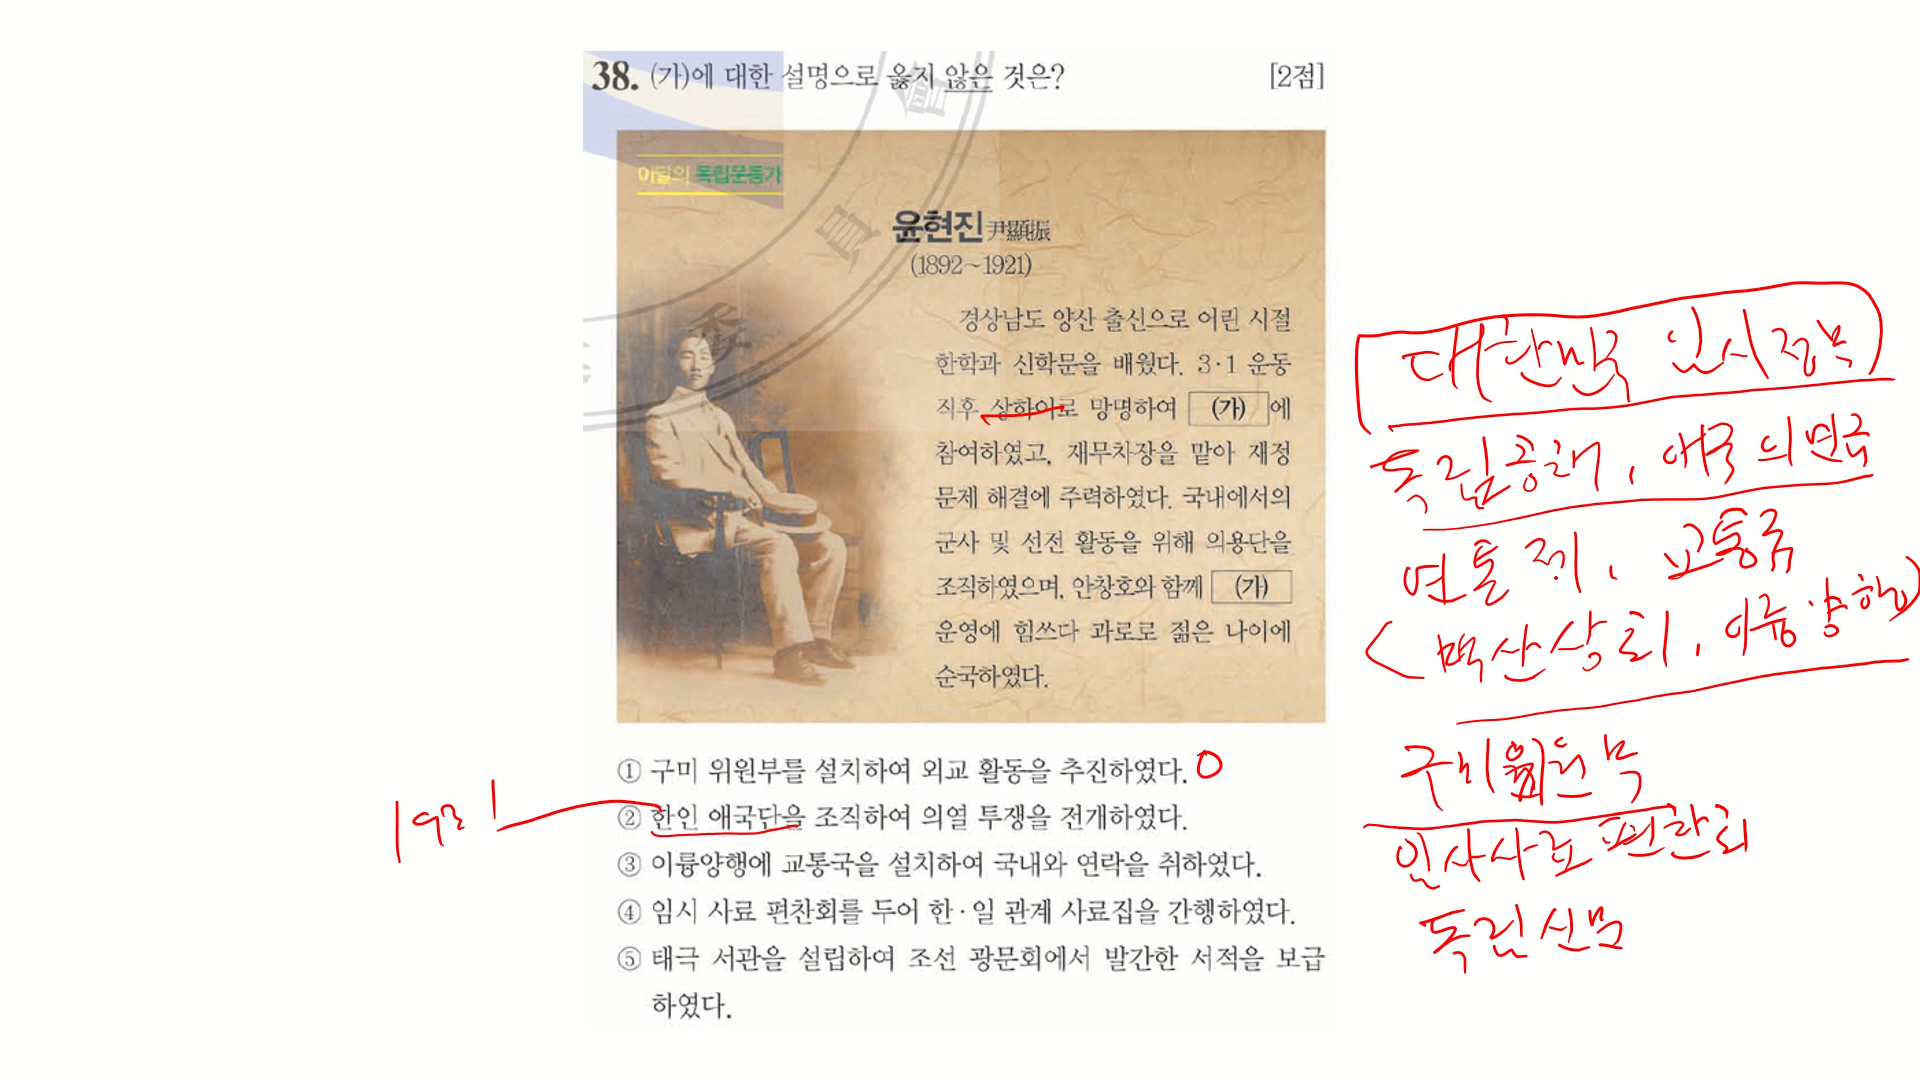 38. (가)에 대한 설명으로 옳지 않은 것은? [2점]
이달의 독립운동가
윤현진 尹顯振
(1892~1921)
경상남도 양산 출신으로 어린 시절
한학과 신학문을 배웠다. 3·1 운동
직후 상하이로 망명하여 (가) 에
참여하였고, 재무차장을 맡아 재정
문제 해결에 주력하였다. 국내에서의
군사 및 선전 활동을 위해 의용단을
조직하였으며, 안창호와 함께 (가)
운영에 힘쓰다 과로로 젊은 나이에
순국하였다.
① 구미 위원부를 설치하여 외교 활동을 추진하였다. O
② 한인 애국단을 조직하여 의열 투쟁을 전개하였다.
③ 이륭양행에 교통국을 설치하여 국내와 연락을 취하였다.
④ 임시 사료 편찬회를 두어 한·일 관계 사료집을 간행하였다.
⑤ 태극 서관을 설립하여 조선 광문회에서 발간한 서적을 보급
하였다.
1931
대한민국 임시정부
독립공채, 애국의연금
연통제, 교통국
< 백산상회, 이륭양행)
구미위원부
임시사료편찬회
독립신문
會
員
委